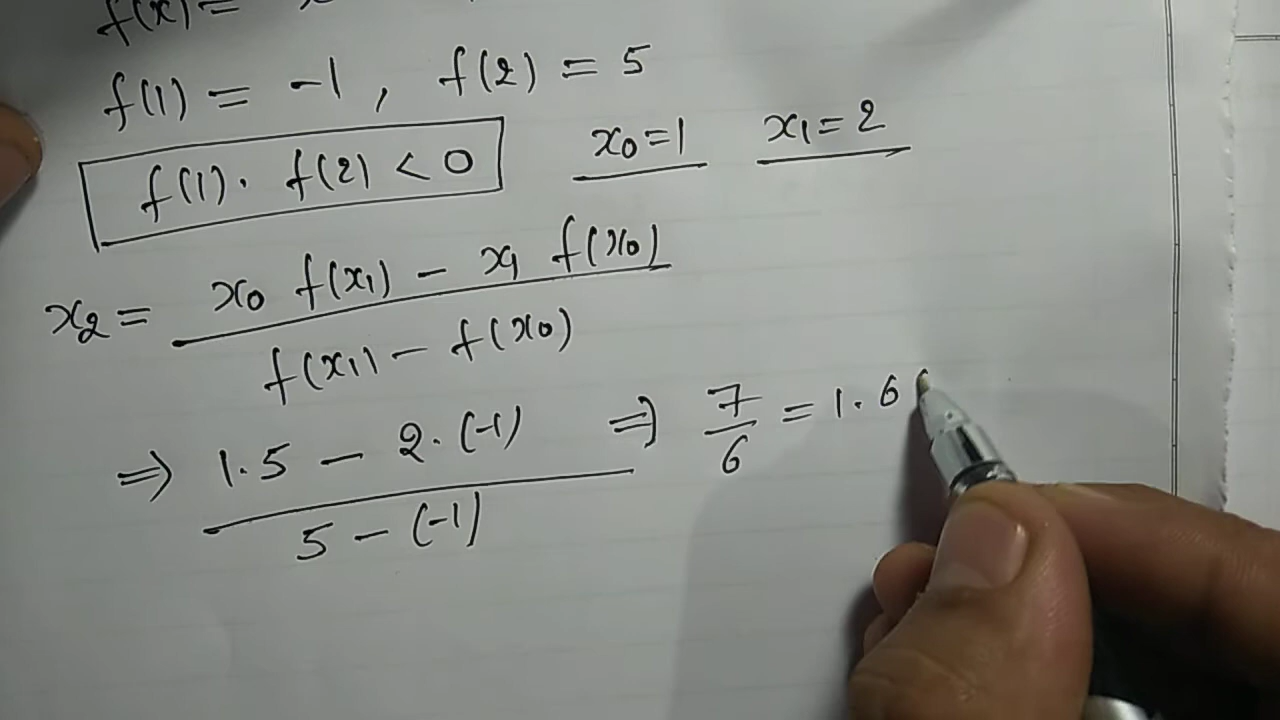 f(x) =
f(1) = -1 , f(2) = 5
f(1) . f(2) < 0
x₀=1
x₁=2
x₂= x₀ f(x₁) - x₁ f(x₀)
f(x₁) - f(x₀)
⇒ 1.5 - 2.(-1)
5 - (-1)
⇒ 7/6 = 1.6